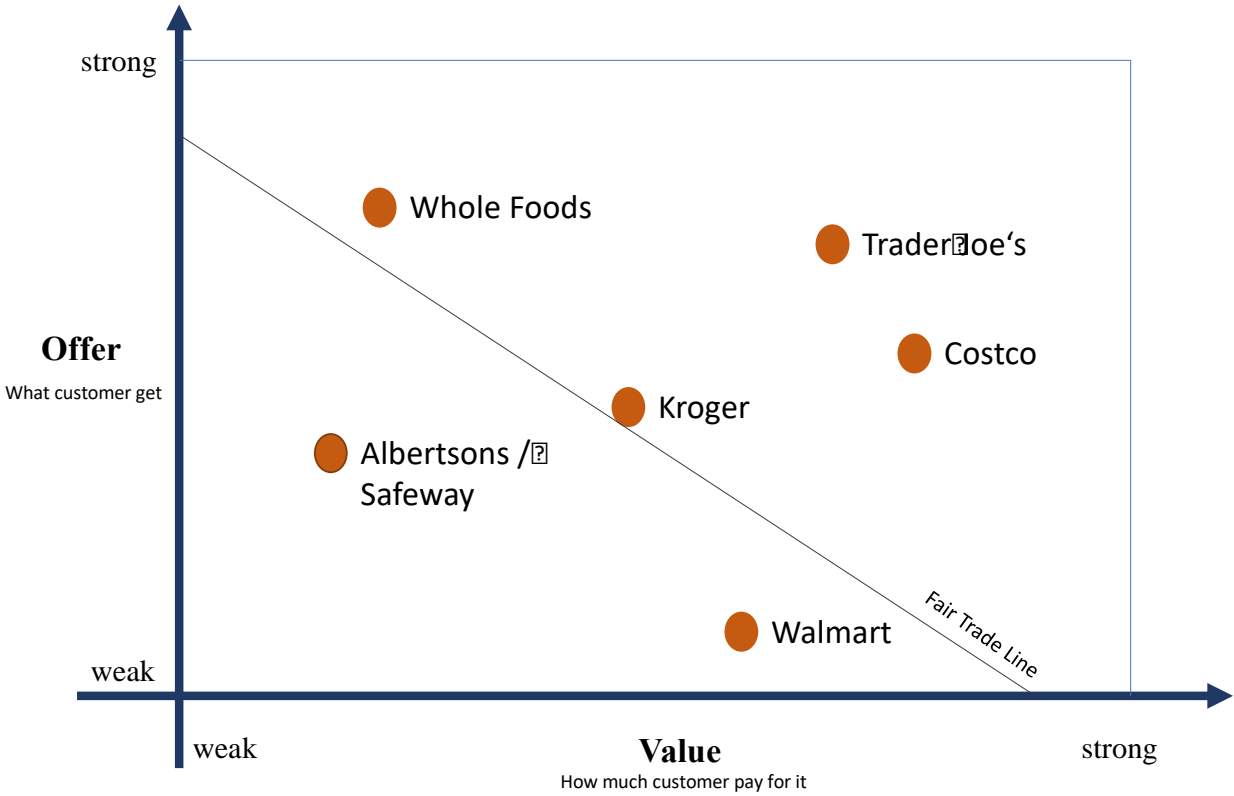 strong
Whole Foods
Trader�Joe‘s
Offer
What customer get
Costco
Kroger
Albertsons /�
Safeway
Fair Trade Line
Walmart
weak
weak
Value
strong
How much customer pay for it